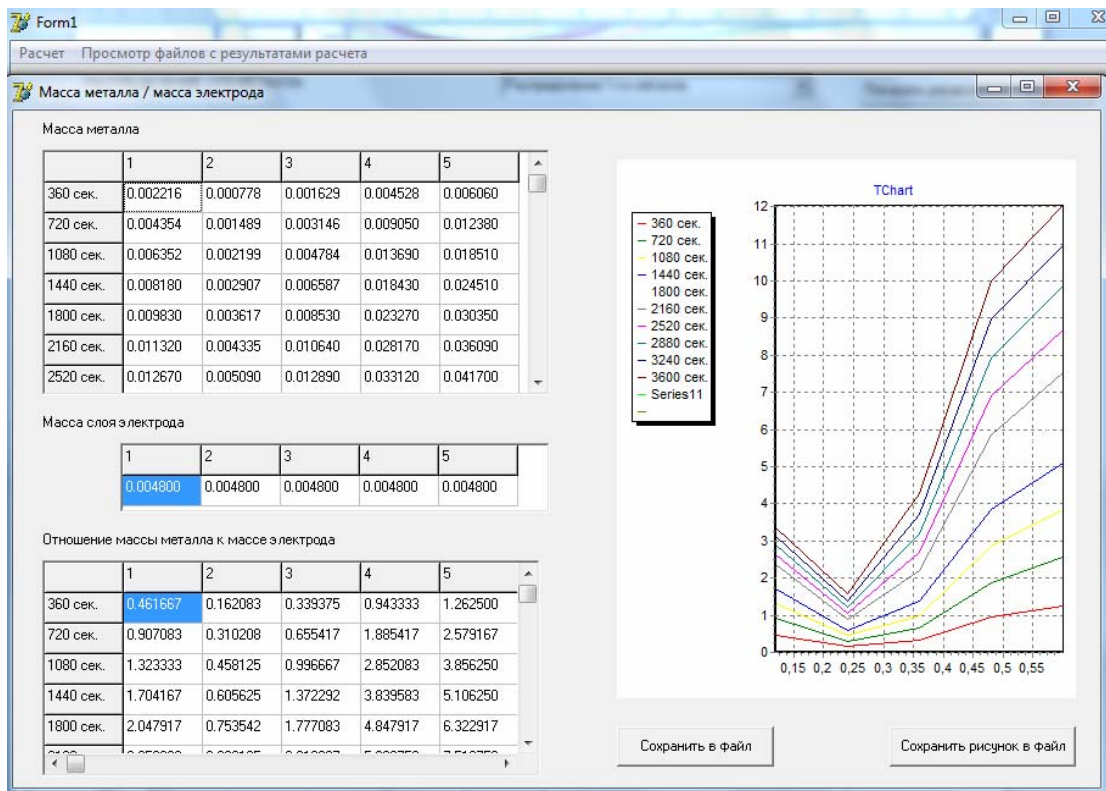 Form1
Расчет Просмотр файлов с результатами расчета
Масса металла / масса электрода
Масса металла
1 2 3 4 5
360 сек. 0.002216 0.000778 0.001629 0.004528 0.006060
720 сек. 0.004354 0.001489 0.003146 0.009050 0.012380
1080 сек. 0.006352 0.002199 0.004784 0.013690 0.018510
1440 сек. 0.008180 0.002907 0.006587 0.018430 0.024510
1800 сек. 0.009830 0.003617 0.008530 0.023270 0.030350
2160 сек. 0.011320 0.004335 0.010640 0.028170 0.036090
2520 сек. 0.012670 0.005090 0.012890 0.033120 0.041700
Масса слоя электрода
1 2 3 4 5
0.004800 0.004800 0.004800 0.004800 0.004800
Отношение массы металла к массе электрода
1 2 3 4 5
360 сек. 0.461667 0.162083 0.339375 0.943333 1.262500
720 сек. 0.907083 0.310208 0.655417 1.885417 2.579167
1080 сек. 1.323333 0.458125 0.996667 2.852083 3.856250
1440 сек. 1.704167 0.605625 1.372292 3.839583 5.106250
1800 сек. 2.047917 0.753542 1.777083 4.847917 6.322917
TChart
360 сек.
720 сек.
1080 сек.
1440 сек.
1800 сек.
2160 сек.
2520 сек.
2880 сек.
3240 сек.
3600 сек.
Series11
12
11
10
9
8
7
6
5
4
3
2
1
0
0,15 0,2 0,25 0,3 0,35 0,4 0,45 0,5 0,55
Сохранить в файл
Сохранить рисунок в файл